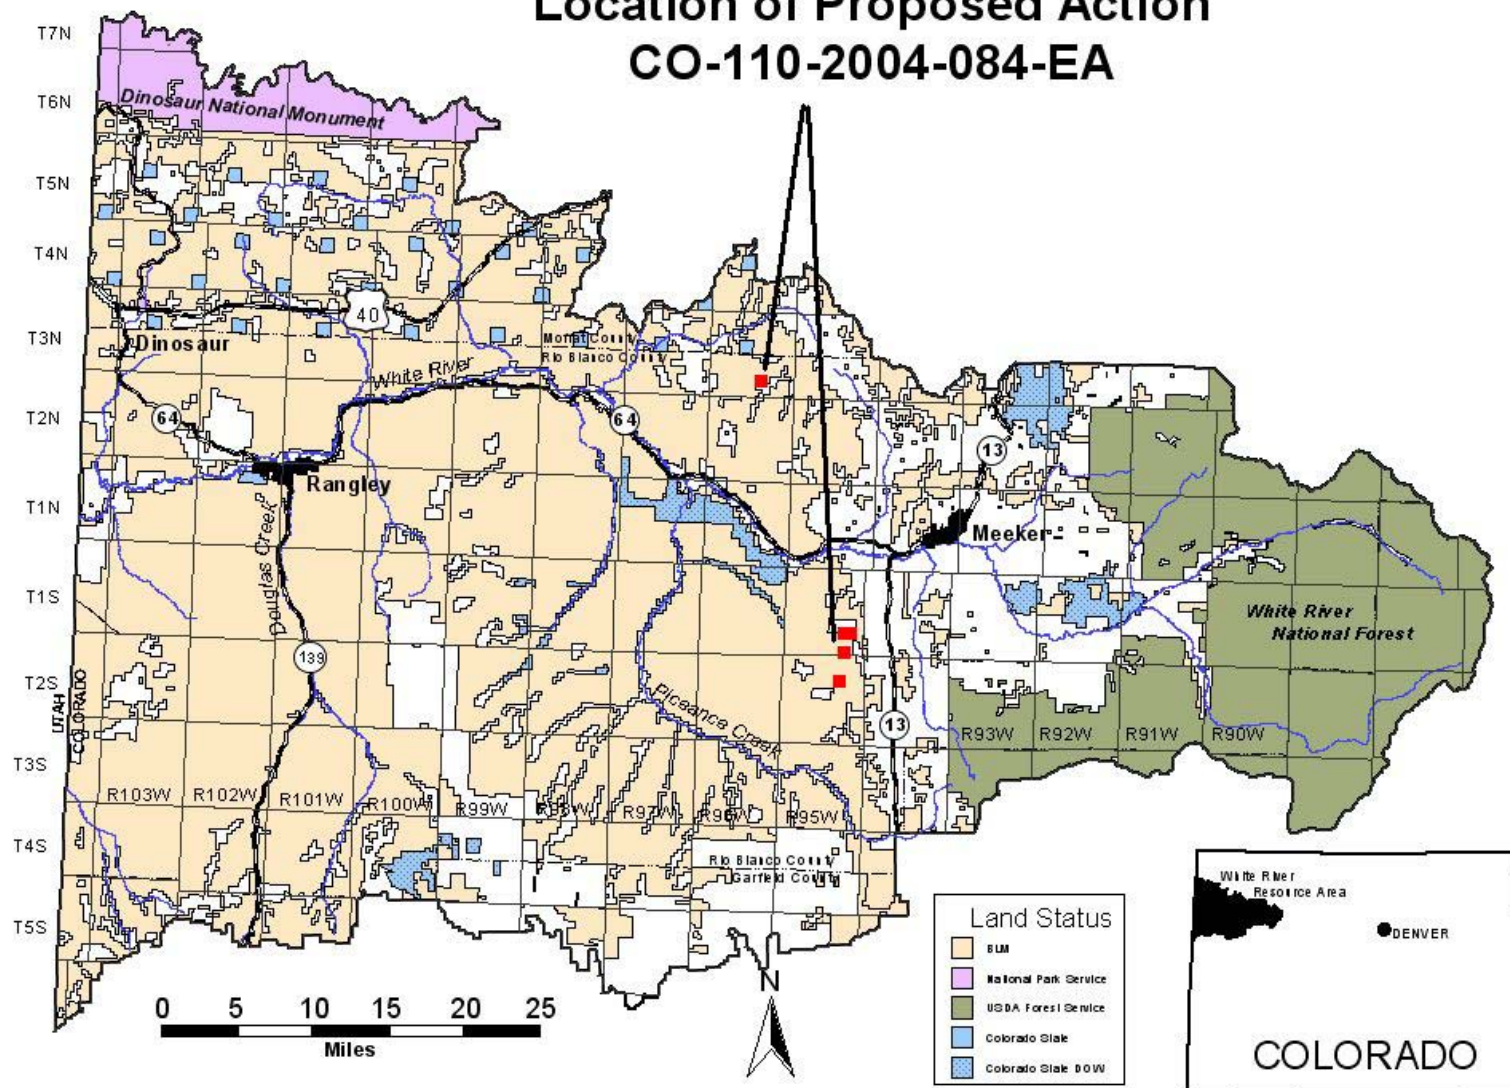 Location of Proposed Action
CO-110-2004-084-EA
T7N
T6N
T5N
T4N
T3N
T2N
T1N
T1S
T2S
T3S
T4S
T5S
Dinosaur National Monument
40
Dinosaur
Moffat County
Rio Blanco County
White River
64
64
13
Rangley
Meeker
Douglas Creek
White River
National Forest
139
UTAH
COLORADO
Piceance Creek
13
R93W
R92W
R91W
R90W
R103W
R102W
R101W
R100W
R99W
R98W
R97W
R96W
R95W
Rio Blanco County
Garfield County
Land Status
BLM
National Park Service
USDA Forest Service
Colorado State
Colorado State DOW
0 5 10 15 20 25
Miles
N
White River
Resource Area
DENVER
COLORADO